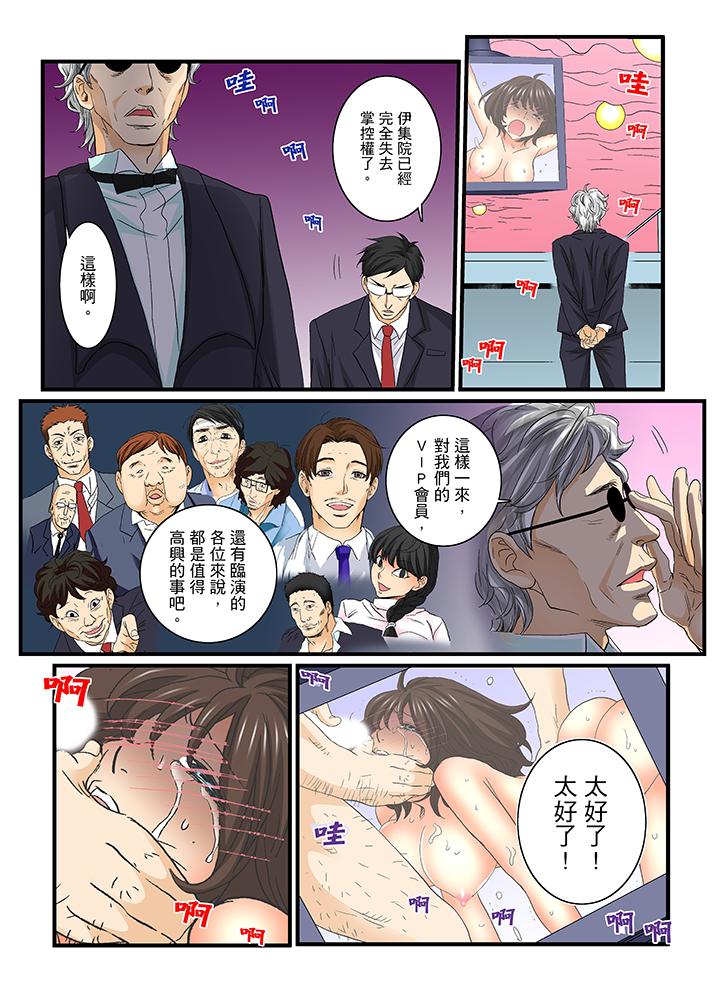 哇
啊
啊
啊
啊
啊
伊集院已經
完全失去
掌控權了。
哇
啊
啊
啊
這樣啊。
這樣一來，
對我們的
VIP會員，
還有臨演的
各位來說，
都是值得
高興的事吧。
太好了！
太好了！
啊
哇
啊
啊
啊
啊
啊
啊
啊